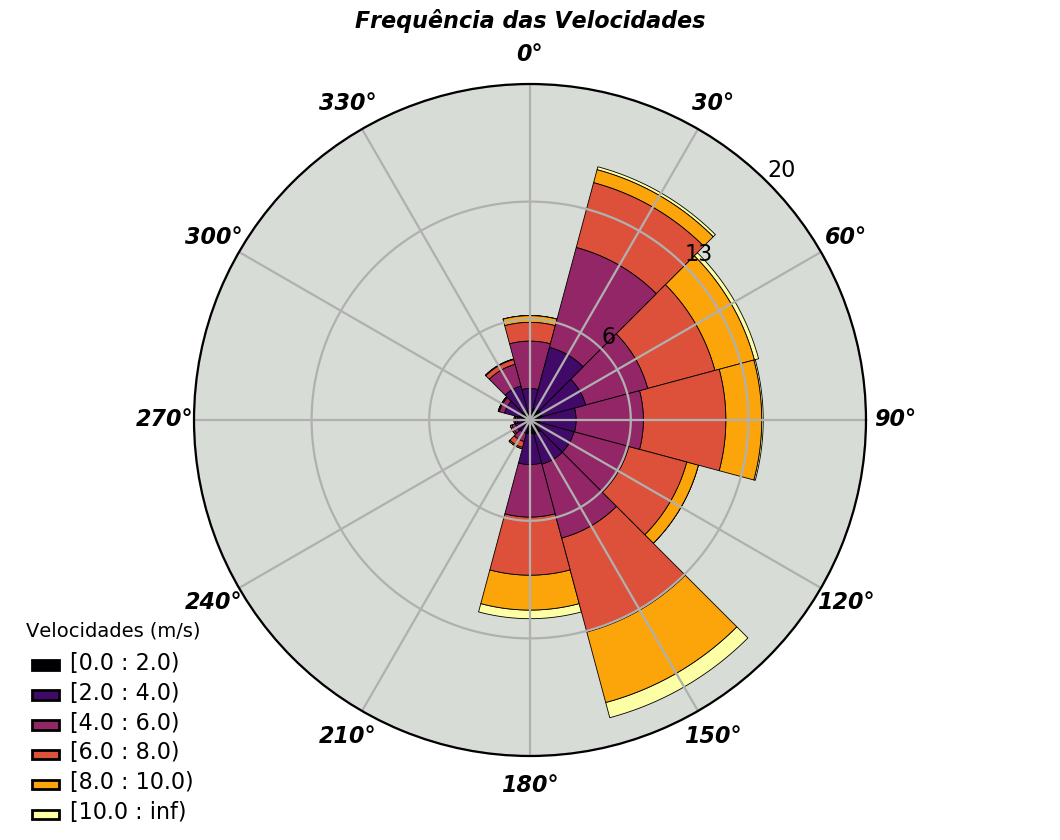 Frequência das Velocidades
0°
330°
30°
20
300°
60°
13
6
270°
90°
240°
120°
210°
150°
180°
Velocidades (m/s)
[0.0 : 2.0)
[2.0 : 4.0)
[4.0 : 6.0)
[6.0 : 8.0)
[8.0 : 10.0)
[10.0 : inf)